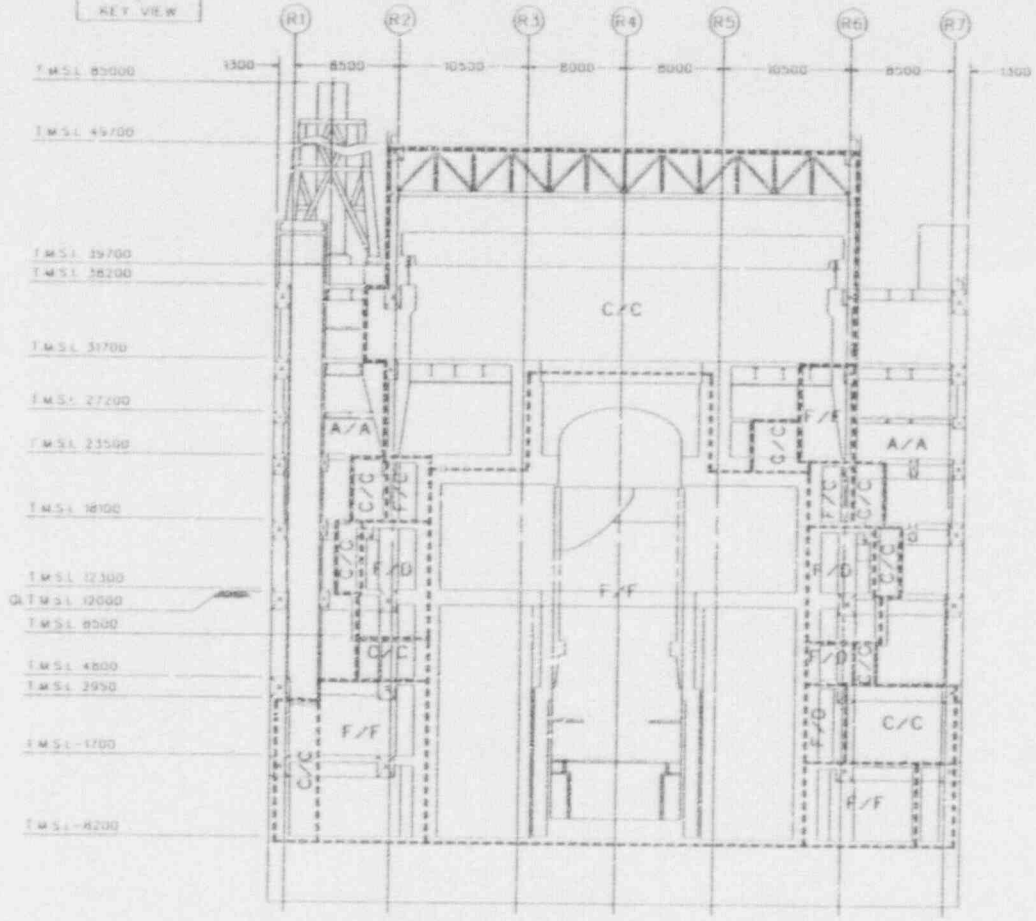 KEY VIEW
R1 R2 R3 R4 R5 R6 R7
1300 8500 10500 8000 8000 10500 8500 1300
T.M.S.L. 85000
T.M.S.L. 49700
T.M.S.L. 39700
T.M.S.L. 38200
C/C
T.M.S.L. 31700
T.M.S.L. 27200
F/F
A/A C/C A/A
T.M.S.L. 23500
C/C F/C F/C C/C
T.M.S.L. 18100
C/C F/D F/D C/C
T.M.S.L. 12300
G.L. T.M.S.L. 12000
F/F
T.M.S.L. 8500
C/C F/D C/C
T.M.S.L. 4800
T.M.S.L. 2950
F/F F/D C/C
T.M.S.L.-1700
C/C F/F
T.M.S.L.-8200